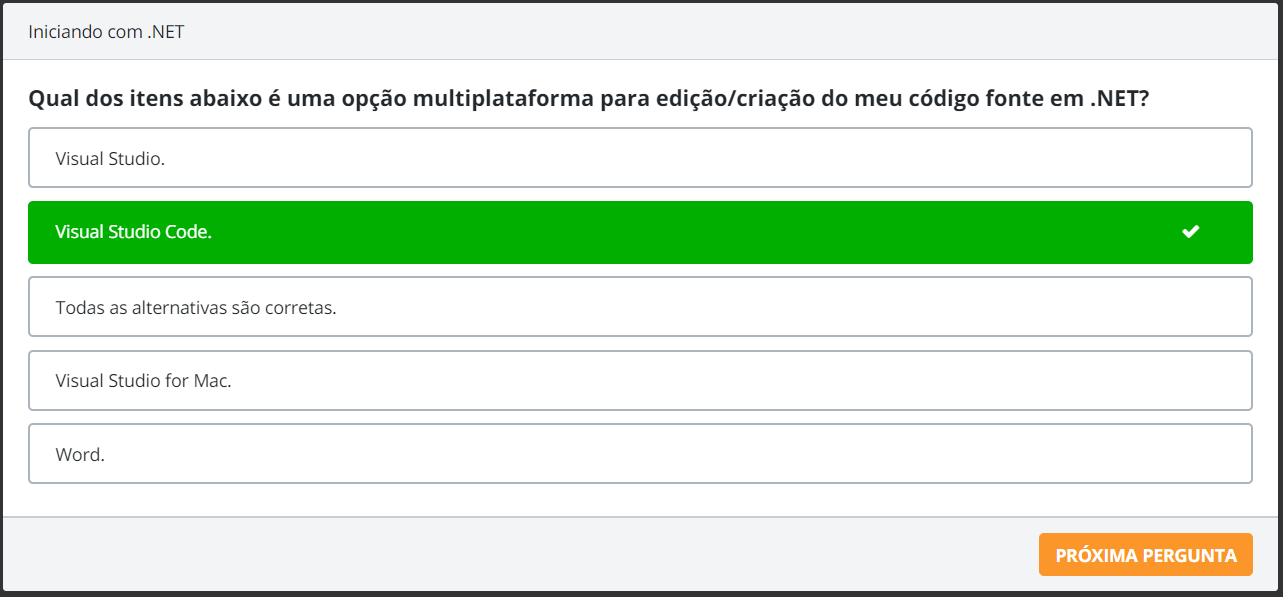 Iniciando com .NET
Qual dos itens abaixo é uma opção multiplataforma para edição/criação do meu código fonte em .NET?
Visual Studio.
Visual Studio Code.
Todas as alternativas são corretas.
Visual Studio for Mac.
Word.
PRÓXIMA PERGUNTA